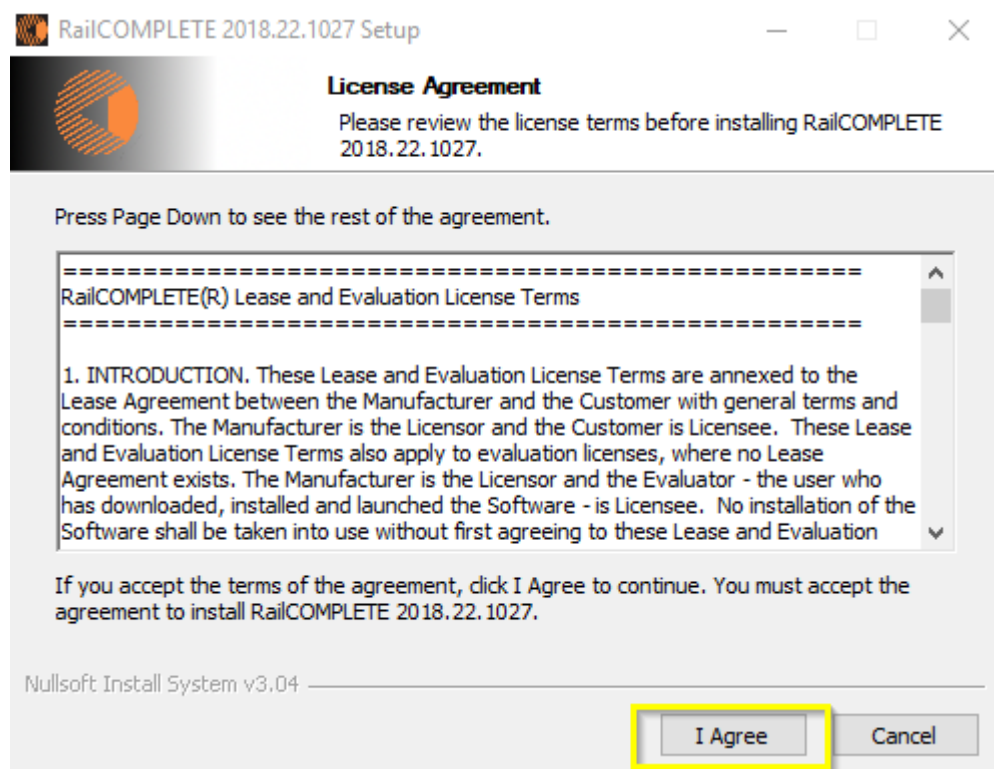 RailCOMPLETE 2018.22.1027 Setup
License Agreement
Please review the license terms before installing RailCOMPLETE
2018.22.1027.
Press Page Down to see the rest of the agreement.
==================================================
RailCOMPLETE(R) Lease and Evaluation License Terms
==================================================
1. INTRODUCTION. These Lease and Evaluation License Terms are annexed to the
Lease Agreement between the Manufacturer and the Customer with general terms and
conditions. The Manufacturer is the Licensor and the Customer is Licensee.  These Lease
and Evaluation License Terms also apply to evaluation licenses, where no Lease
Agreement exists. The Manufacturer is the Licensor and the Evaluator - the user who
has downloaded, installed and launched the Software - is Licensee.  No installation of the
Software shall be taken into use without first agreeing to these Lease and Evaluation
If you accept the terms of the agreement, click I Agree to continue. You must accept the
agreement to install RailCOMPLETE 2018.22.1027.
Nullsoft Install System v3.04
I Agree
Cancel